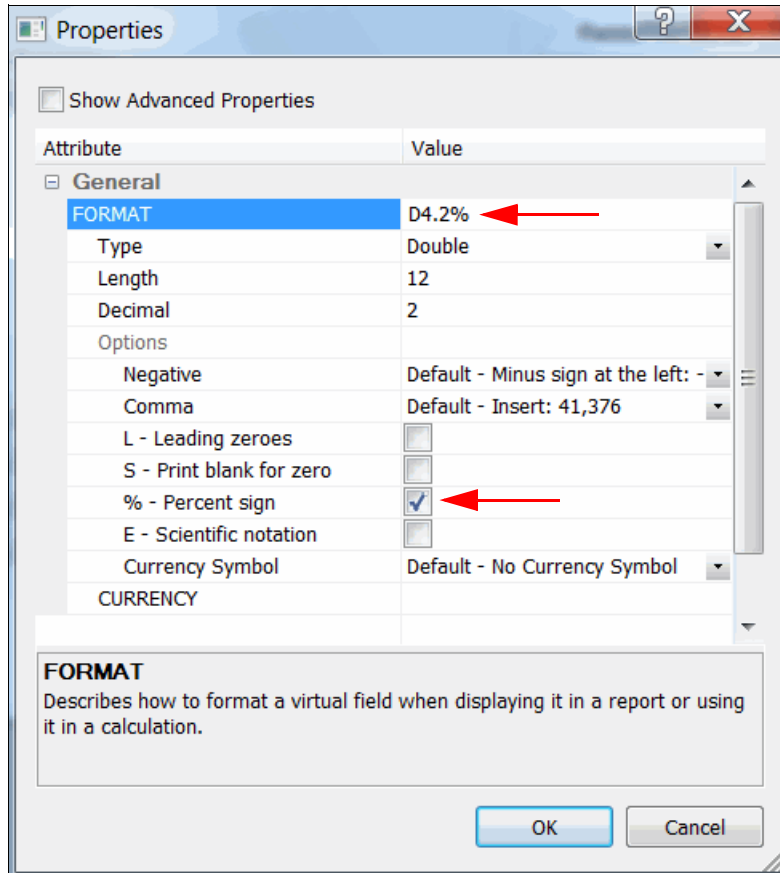 Properties
Show Advanced Properties
Attribute Value
General
FORMAT D4.2%
Type Double
Length 12
Decimal 2
Options
Negative Default - Minus sign at the left: -
Comma Default - Insert: 41,376
L - Leading zeroes
S - Print blank for zero
% - Percent sign
E - Scientific notation
Currency Symbol Default - No Currency Symbol
CURRENCY
FORMAT
Describes how to format a virtual field when displaying it in a report or using
it in a calculation.
OK Cancel